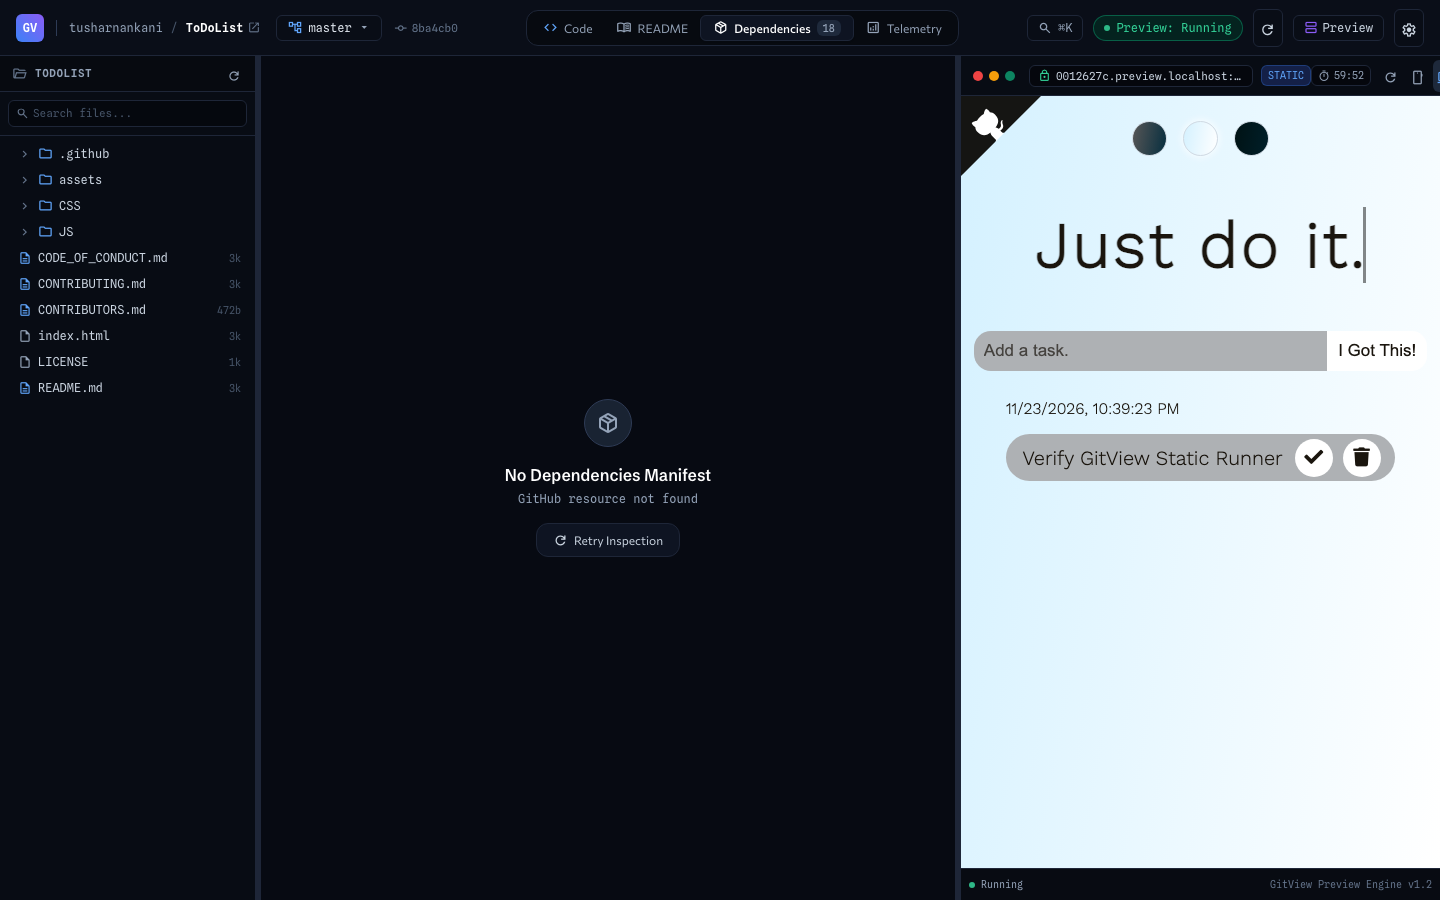 GV tusharnankani / ToDoList master 8ba4cb0 Code README Dependencies 18 Telemetry ⌘K Preview: Running Preview
TODOLIST
Search files...
.github
assets
CSS
JS
CODE_OF_CONDUCT.md 3k
CONTRIBUTING.md 3k
CONTRIBUTORS.md 472b
index.html 3k
LICENSE 1k
README.md 3k
No Dependencies Manifest
GitHub resource not found
Retry Inspection
0012627c.preview.localhost:… STATIC 59:52
Just do it.
Add a task. I Got This!
11/23/2026, 10:39:23 PM
Verify GitView Static Runner
Running GitView Preview Engine v1.2